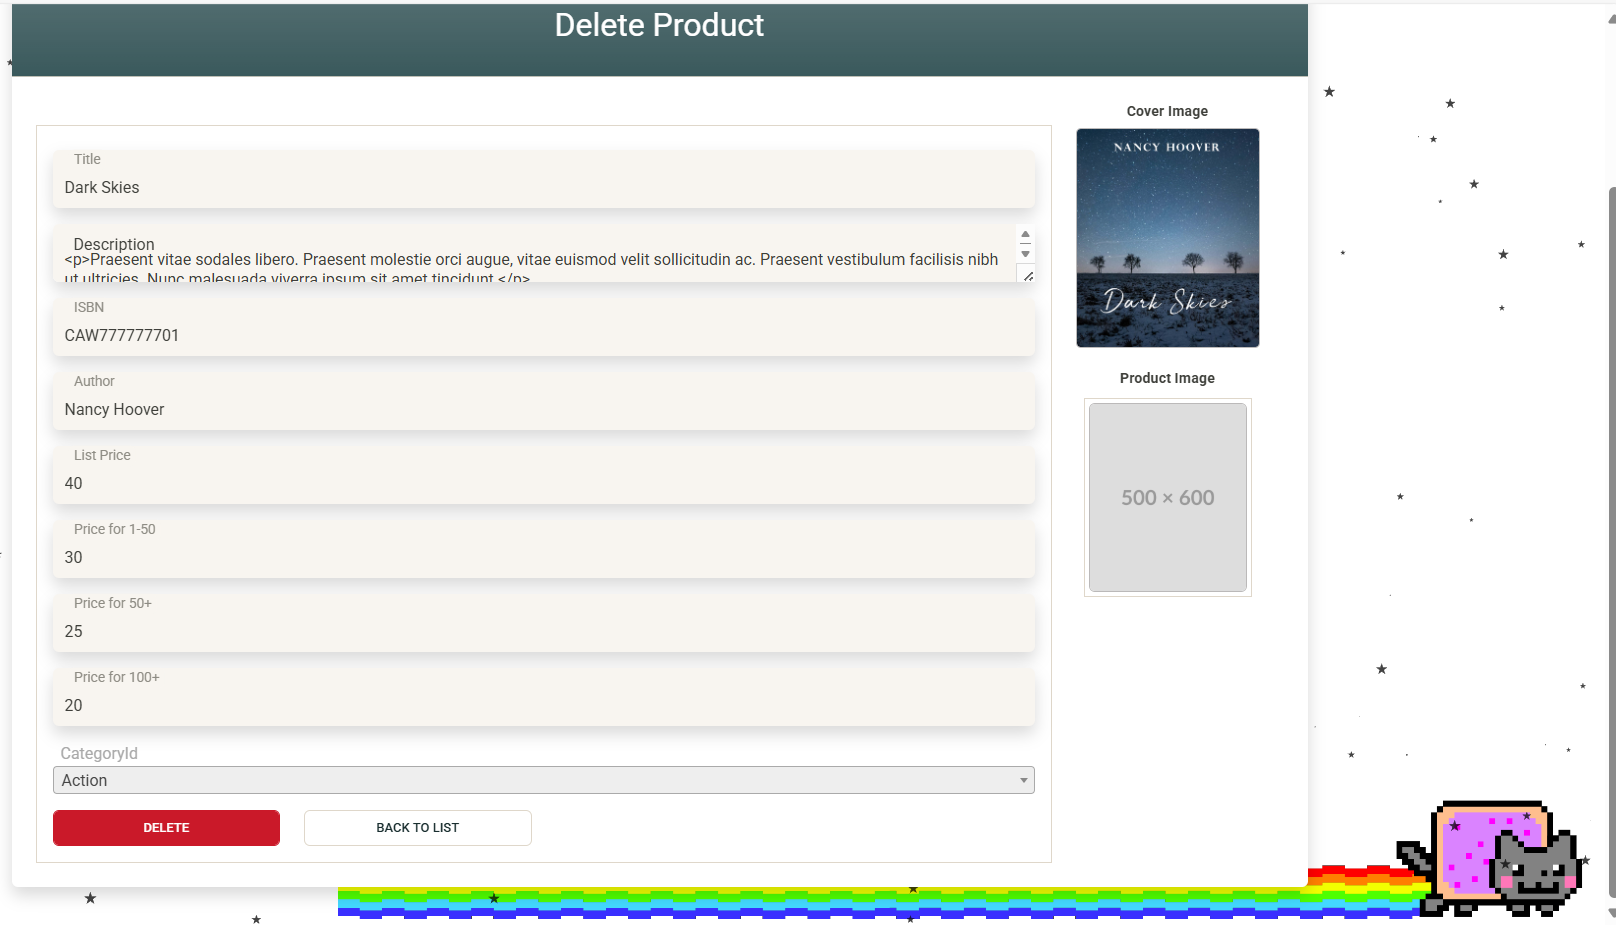 Delete Product
Title
Dark Skies
Description
<p>Praesent vitae sodales libero. Praesent molestie orci augue, vitae euismod velit sollicitudin ac. Praesent vestibulum facilisis nibh
ut ultricies. Nunc malesuada viverra ipsum sit amet tincidunt.</p>
ISBN
CAW777777701
Author
Nancy Hoover
List Price
40
Price for 1-50
30
Price for 50+
25
Price for 100+
20
CategoryId
Action
DELETE
BACK TO LIST
Cover Image
NANCY HOOVER
Dark Skies
Product Image
500 × 600